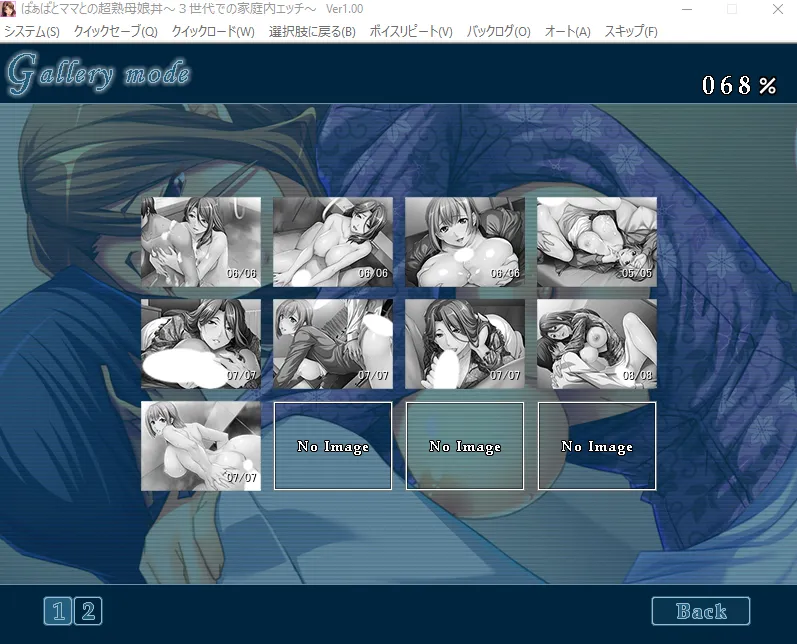 ばぁばとママとの超熟母娘丼～３世代での家庭内エッチ～ Ver1.00
システム(S) クイックセーブ(Q) クイックロード(W) 選択肢に戻る(B) ボイスリピート(V) バックログ(O) オート(A) スキップ(F)
Gallery mode
068%
06/06 06/06 06/06 05/05
07/07 07/07 07/07 08/08
07/07 No Image No Image No Image
1 2 Back